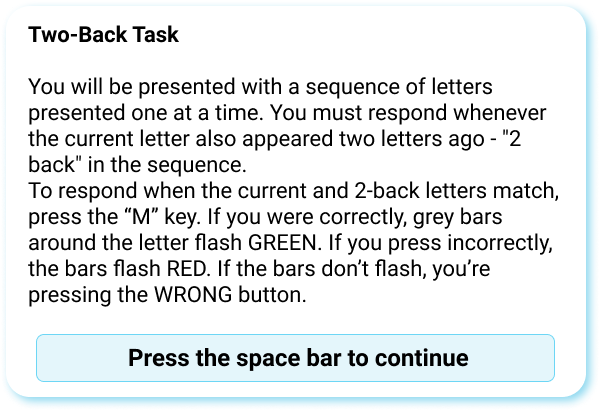 Two-Back Task
You will be presented with a sequence of letters
presented one at a time. You must respond whenever
the current letter also appeared two letters ago - "2
back" in the sequence.
To respond when the current and 2-back letters match,
press the “M” key. If you were correctly, grey bars
around the letter flash GREEN. If you press incorrectly,
the bars flash RED. If the bars don’t flash, you’re
pressing the WRONG button.
Press the space bar to continue